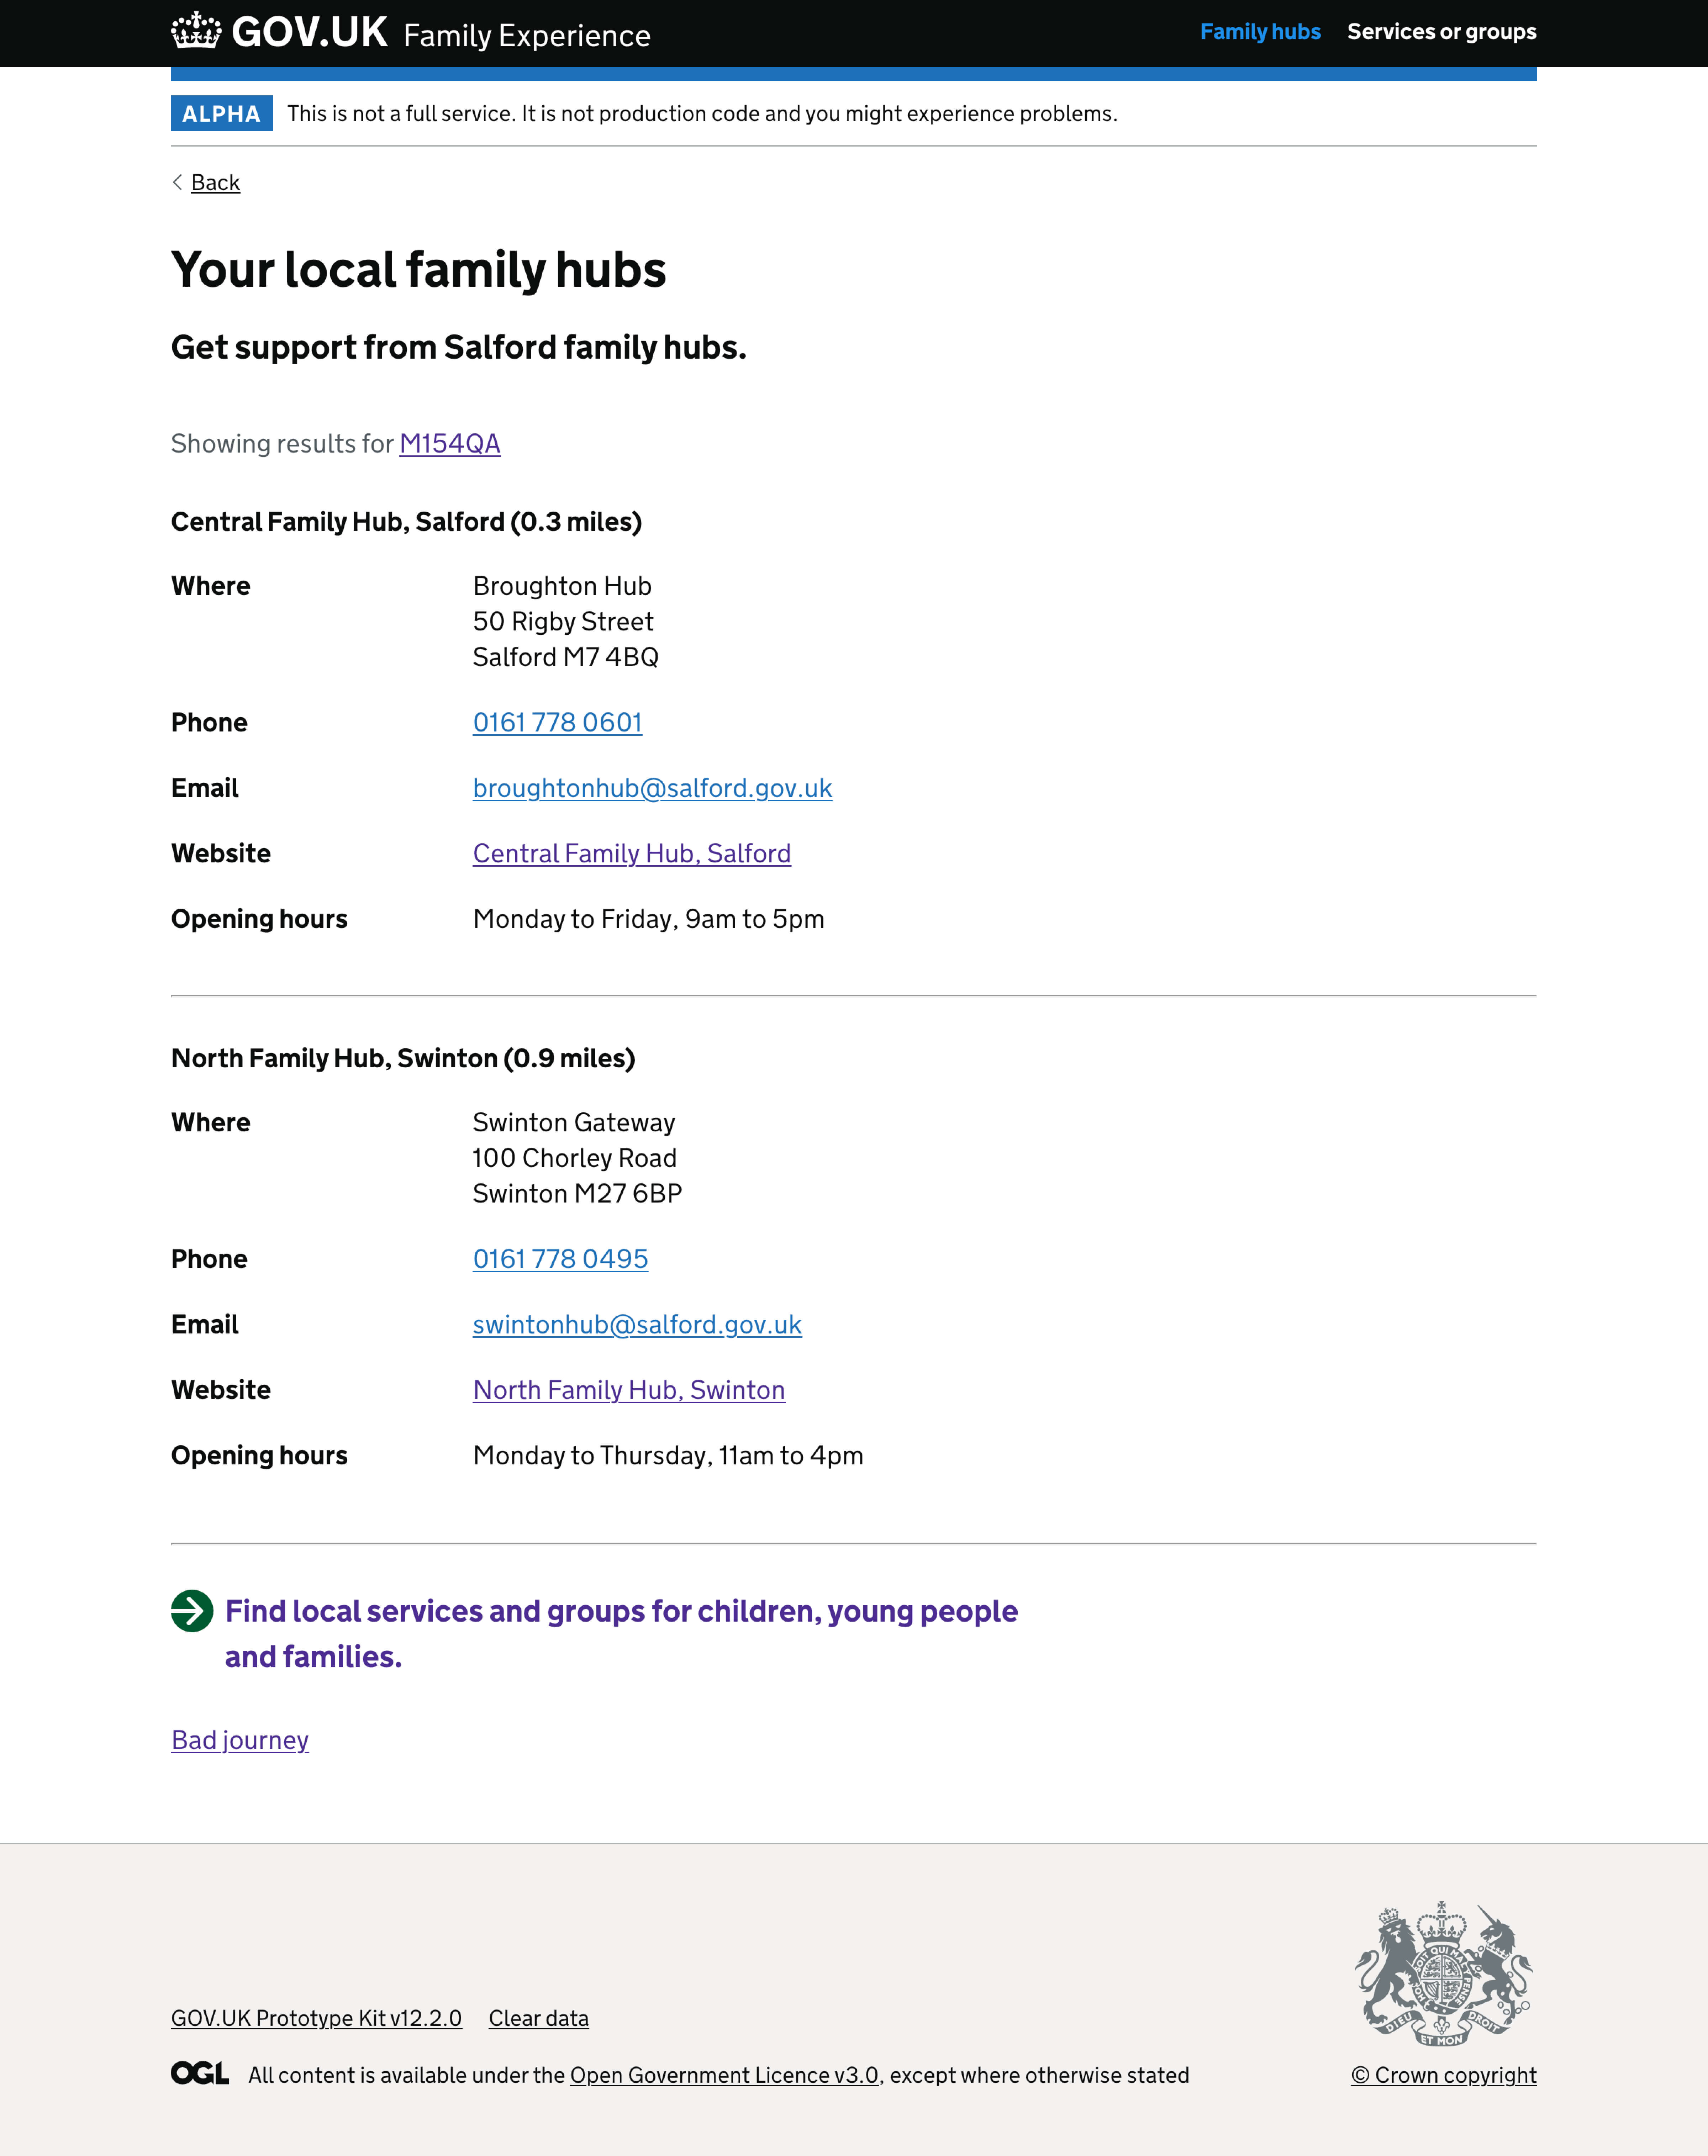 GOV.UK Family Experience
Family hubs Services or groups
ALPHA This is not a full service. It is not production code and you might experience problems.
Back
Your local family hubs
Get support from Salford family hubs.
Showing results for M154QA
Central Family Hub, Salford (0.3 miles)
Where Broughton Hub
50 Rigby Street
Salford M7 4BQ
Phone 0161 778 0601
Email broughtonhub@salford.gov.uk
Website Central Family Hub, Salford
Opening hours Monday to Friday, 9am to 5pm
North Family Hub, Swinton (0.9 miles)
Where Swinton Gateway
100 Chorley Road
Swinton M27 6BP
Phone 0161 778 0495
Email swintonhub@salford.gov.uk
Website North Family Hub, Swinton
Opening hours Monday to Thursday, 11am to 4pm
Find local services and groups for children, young people
and families.
Bad journey
GOV.UK Prototype Kit v12.2.0 Clear data
DIEU ET MON DROIT
OGL All content is available under the Open Government Licence v3.0, except where otherwise stated
© Crown copyright